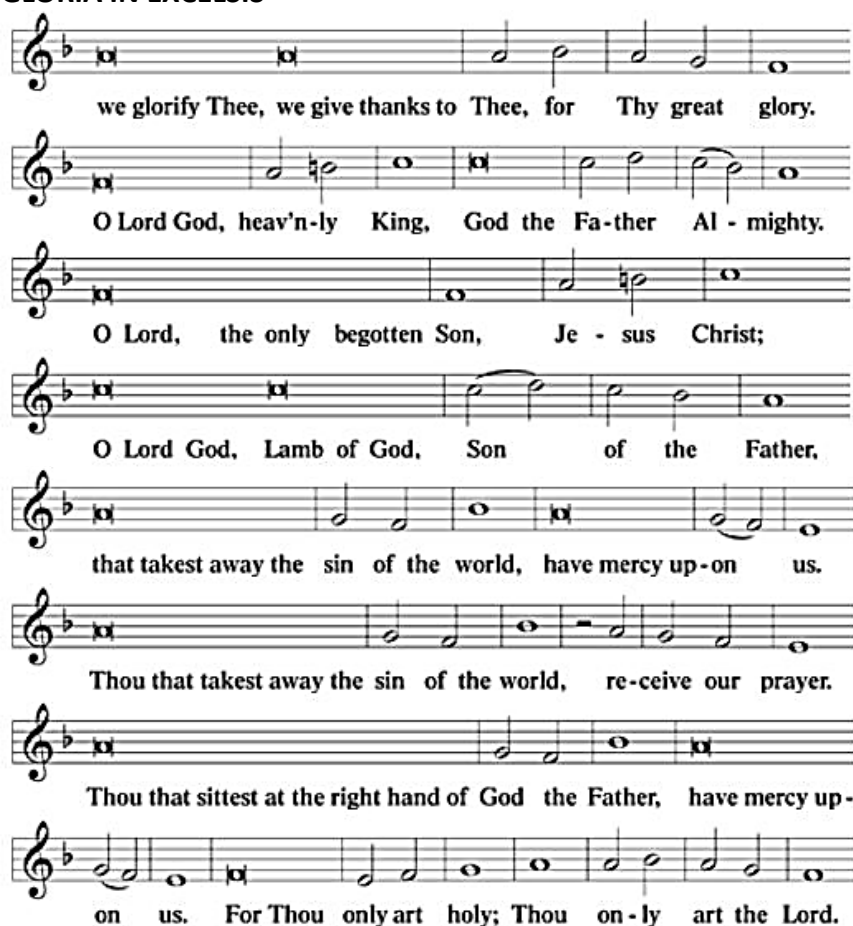 GLORIA IN EXCELSIS
we glorify Thee, we give thanks to Thee, for Thy great glory.
O Lord God, heav'n-ly King, God the Fa-ther Al - mighty.
O Lord, the only begotten Son, Je - sus Christ;
O Lord God, Lamb of God, Son of the Father,
that takest away the sin of the world, have mercy up-on us.
Thou that takest away the sin of the world, re-ceive our prayer.
Thou that sittest at the right hand of God the Father, have mercy up-
on us. For Thou only art holy; Thou on-ly art the Lord.